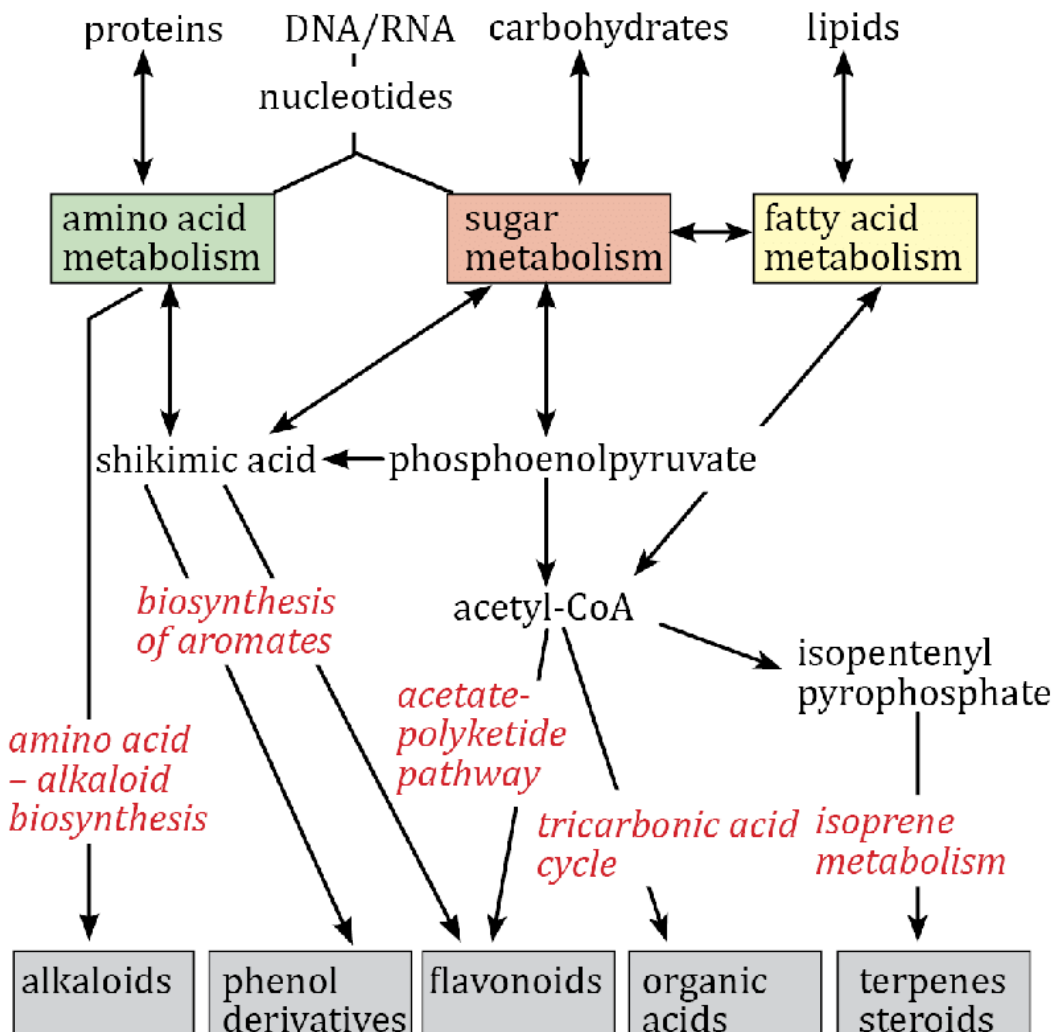 proteins
DNA/RNA
carbohydrates
lipids
nucleotides
amino acid
metabolism
sugar
metabolism
fatty acid
metabolism
shikimic acid
phosphoenolpyruvate
biosynthesis
of aromates
acetyl-CoA
isopentenyl
pyrophosphate
acetate-
polyketide
pathway
amino acid
– alkaloid
biosynthesis
tricarbonic acid
cycle
isoprene
metabolism
alkaloids
phenol
derivatives
flavonoids
organic
acids
terpenes
steroids